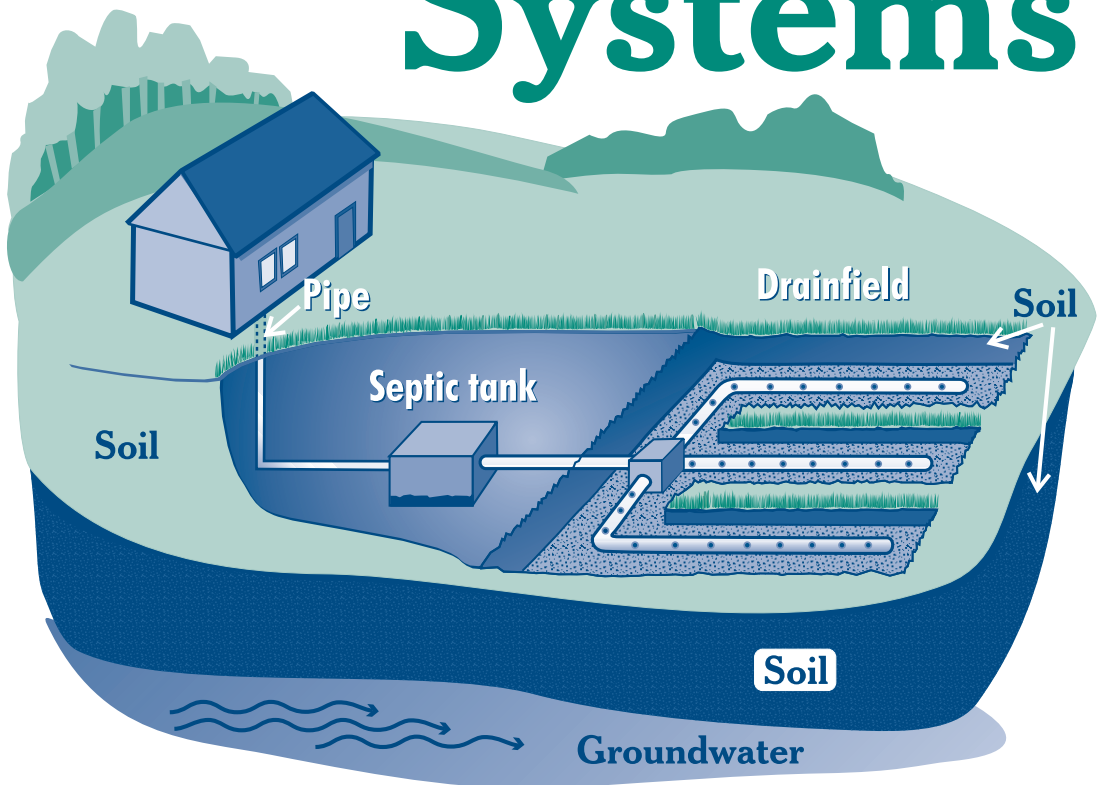 Systems
Pipe
Drainfield
Soil
Septic tank
Soil
Soil
Groundwater